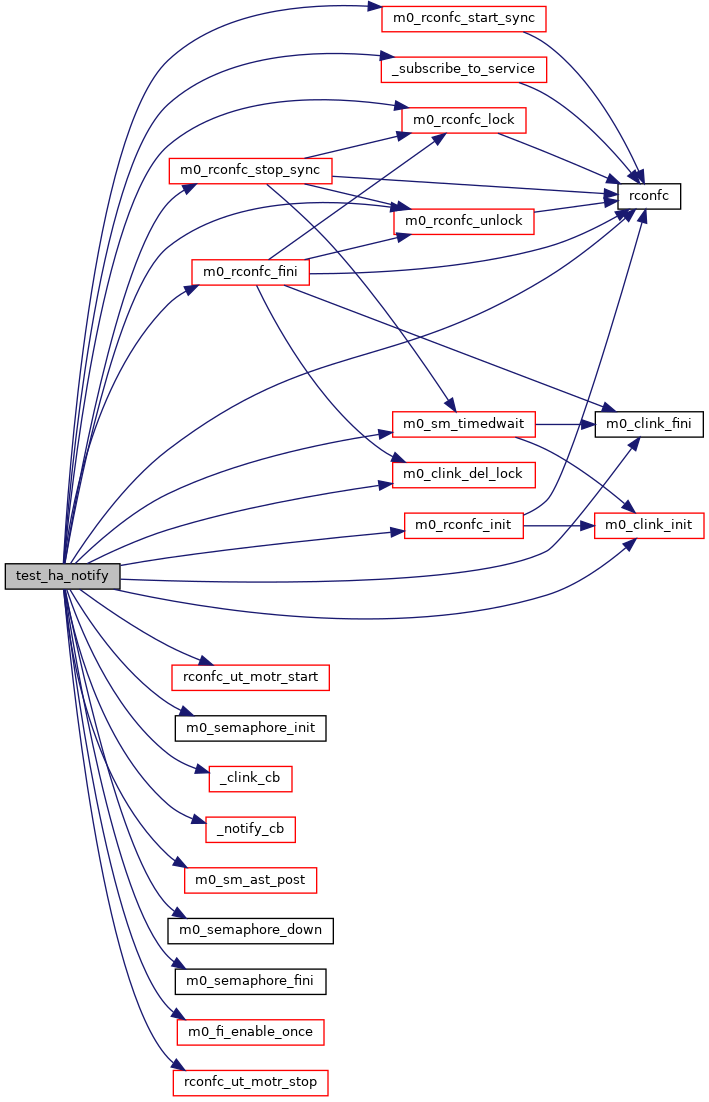 m0_rconfc_start_sync
_subscribe_to_service
m0_rconfc_lock
m0_rconfc_stop_sync
rconfc
m0_rconfc_unlock
m0_rconfc_fini
m0_sm_timedwait
m0_clink_fini
m0_clink_del_lock
m0_rconfc_init
m0_clink_init
test_ha_notify
rconfc_ut_motr_start
m0_semaphore_init
_clink_cb
_notify_cb
m0_sm_ast_post
m0_semaphore_down
m0_semaphore_fini
m0_fi_enable_once
rconfc_ut_motr_stop